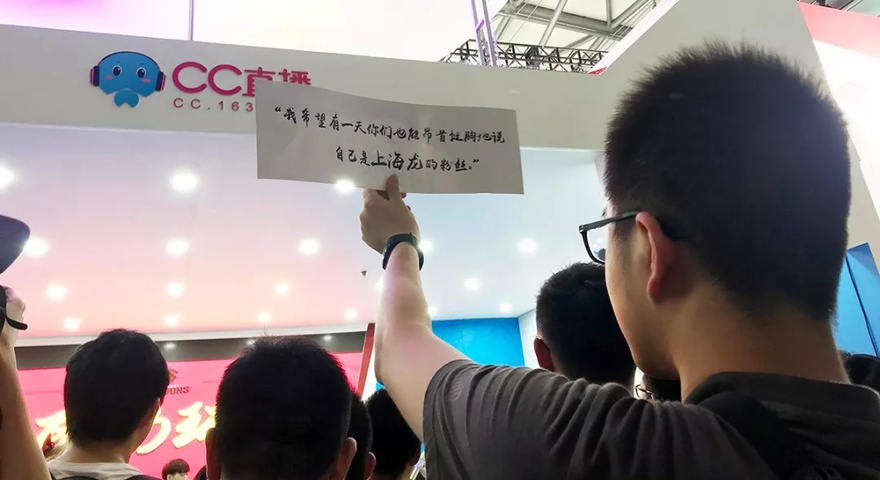 CC直播
CC.163
“我希望有一天你们也能昂首挺胸地说
自己是上海龙的粉丝。”